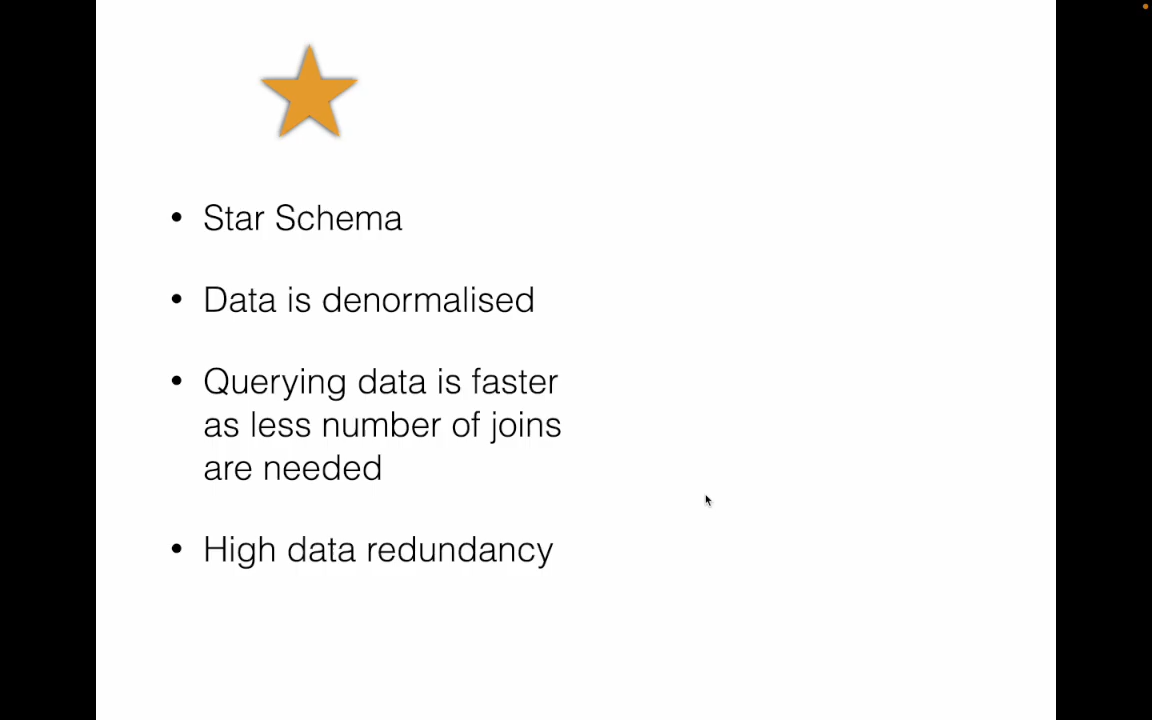 • Star Schema
• Data is denormalised
• Querying data is faster
as less number of joins
are needed
• High data redundancy